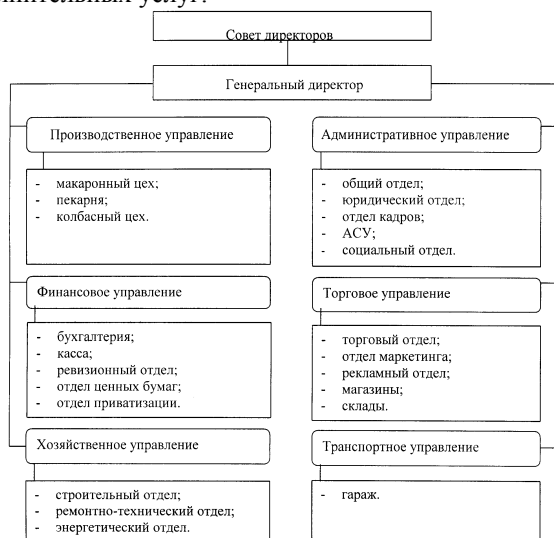 услуг.
Совет директоров
Генеральный директор
Производственное управление
- макаронный цех;
- пекарня;
- колбасный цех.
Административное управление
- общий отдел;
- юридический отдел;
- отдел кадров;
- АСУ;
- социальный отдел.
Финансовое управление
- бухгалтерия;
- касса;
- ревизионный отдел;
- отдел ценных бумаг;
- отдел приватизации.
Торговое управление
- торговый отдел;
- отдел маркетинга;
- рекламный отдел;
- магазины;
- склады.
Хозяйственное управление
- строительный отдел;
- ремонтно-технический отдел;
- энергетический отдел.
Транспортное управление
- гараж.